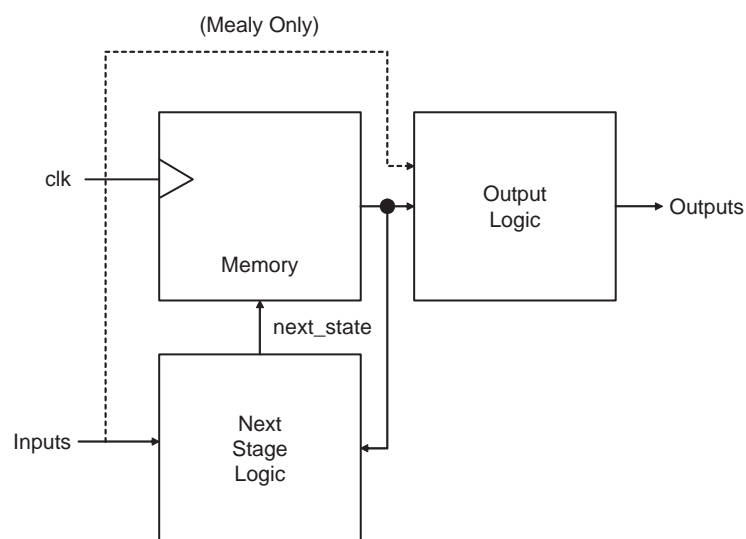 (Mealy Only)
clk
Output
Logic
Outputs
Memory
next_state
Inputs
Next
Stage
Logic